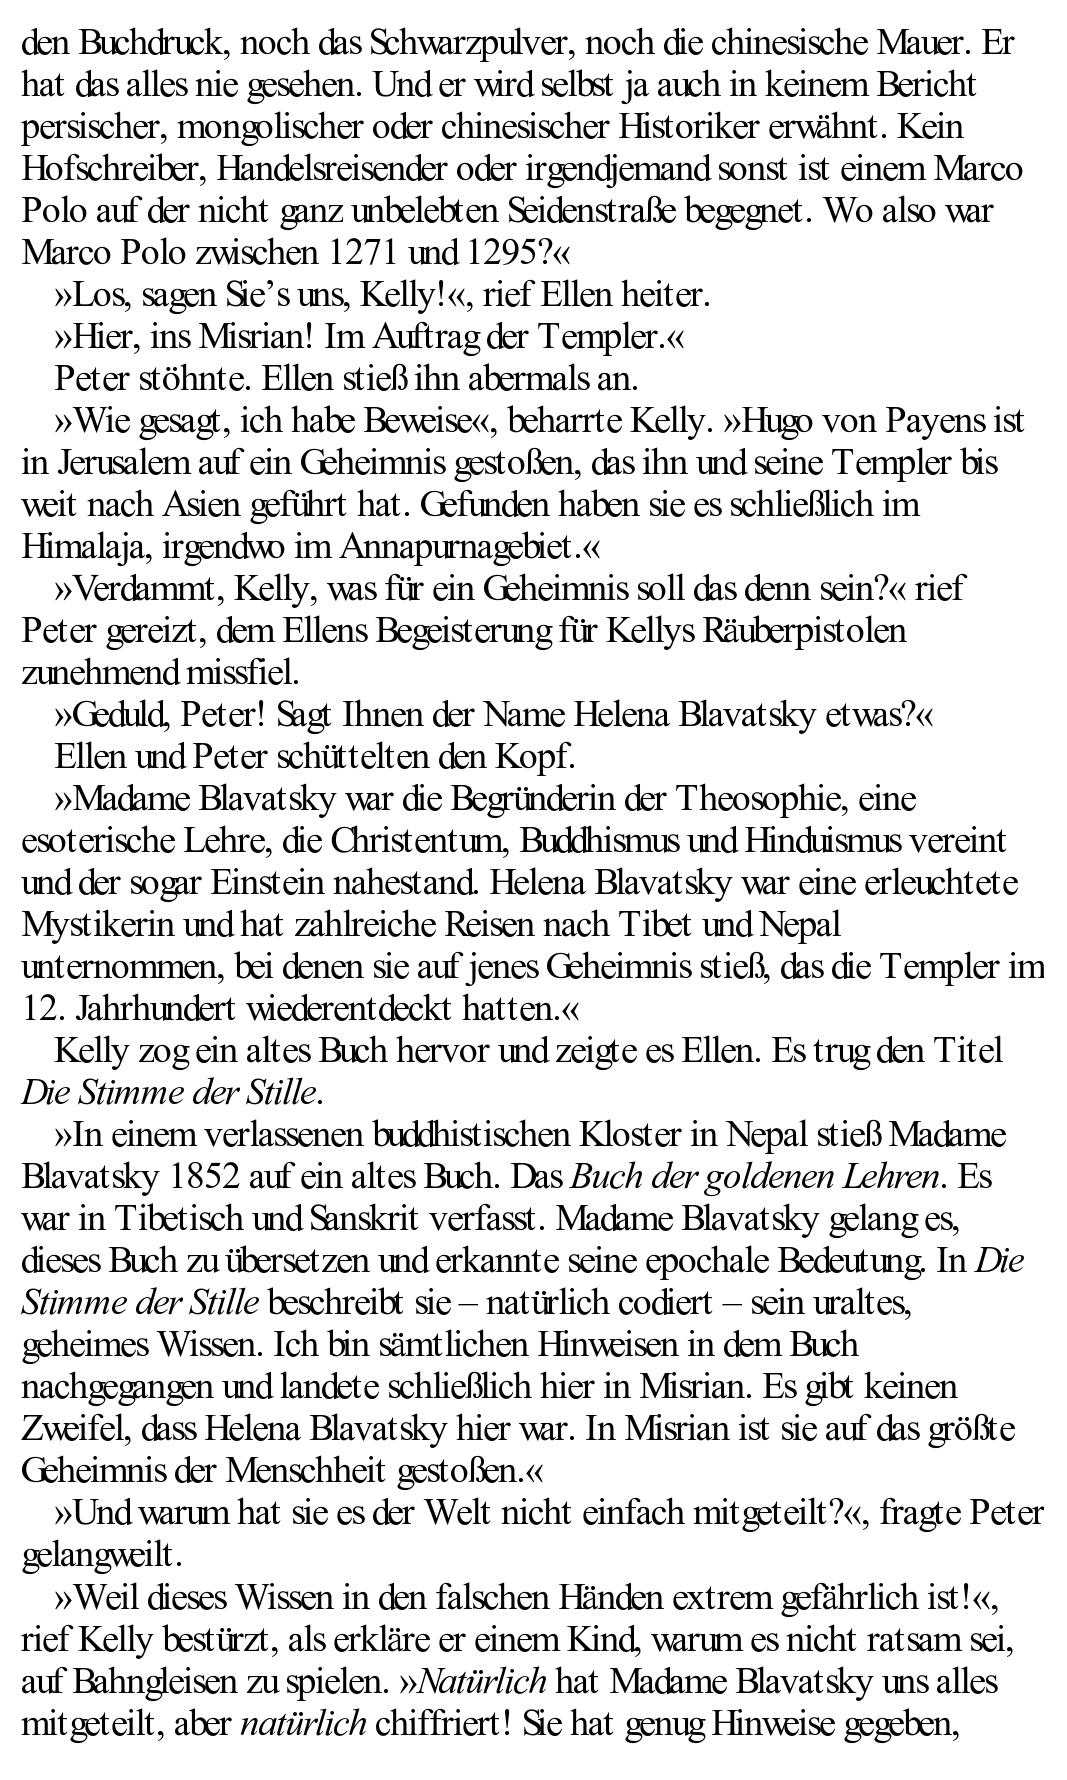 den Buchdruck, noch das Schwarzpulver, noch die chinesische Mauer. Er
hat das alles nie gesehen. Und er wird selbst ja auch in keinem Bericht
persischer, mongolischer oder chinesischer Historiker erwähnt. Kein
Hofschreiber, Handelsreisender oder irgendjemand sonst ist einem Marco
Polo auf der nicht ganz unbelebten Seidenstraße begegnet. Wo also war
Marco Polo zwischen 1271 und 1295?«
»Los, sagen Sie’s uns, Kelly!«, rief Ellen heiter.
»Hier, ins Misrian! Im Auftrag der Templer.«
Peter stöhnte. Ellen stieß ihn abermals an.
»Wie gesagt, ich habe Beweise«, beharrte Kelly. »Hugo von Payens ist
in Jerusalem auf ein Geheimnis gestoßen, das ihn und seine Templer bis
weit nach Asien geführt hat. Gefunden haben sie es schließlich im
Himalaja, irgendwo im Annapurnagebiet.«
»Verdammt, Kelly, was für ein Geheimnis soll das denn sein?« rief
Peter gereizt, dem Ellens Begeisterung für Kellys Räuberpistolen
zunehmend missfiel.
»Geduld, Peter! Sagt Ihnen der Name Helena Blavatsky etwas?«
Ellen und Peter schüttelten den Kopf.
»Madame Blavatsky war die Begründerin der Theosophie, eine
esoterische Lehre, die Christentum, Buddhismus und Hinduismus vereint
und der sogar Einstein nahestand. Helena Blavatsky war eine erleuchtete
Mystikerin und hat zahlreiche Reisen nach Tibet und Nepal
unternommen, bei denen sie auf jenes Geheimnis stieß, das die Templer im
12. Jahrhundert wiederentdeckt hatten.«
Kelly zog ein altes Buch hervor und zeigte es Ellen. Es trug den Titel
Die Stimme der Stille.
»In einem verlassenen buddhistischen Kloster in Nepal stieß Madame
Blavatsky 1852 auf ein altes Buch. Das Buch der goldenen Lehren. Es
war in Tibetisch und Sanskrit verfasst. Madame Blavatsky gelang es,
dieses Buch zu übersetzen und erkannte seine epochale Bedeutung. In Die
Stimme der Stille beschreibt sie – natürlich codiert – sein uraltes,
geheimes Wissen. Ich bin sämtlichen Hinweisen in dem Buch
nachgegangen und landete schließlich hier in Misrian. Es gibt keinen
Zweifel, dass Helena Blavatsky hier war. In Misrian ist sie auf das größte
Geheimnis der Menschheit gestoßen.«
»Und warum hat sie es der Welt nicht einfach mitgeteilt?«, fragte Peter
gelangweilt.
»Weil dieses Wissen in den falschen Händen extrem gefährlich ist!«,
rief Kelly bestürzt, als erkläre er einem Kind, warum es nicht ratsam sei,
auf Bahngleisen zu spielen. »Natürlich hat Madame Blavatsky uns alles
mitgeteilt, aber natürlich chiffriert! Sie hat genug Hinweise gegeben,